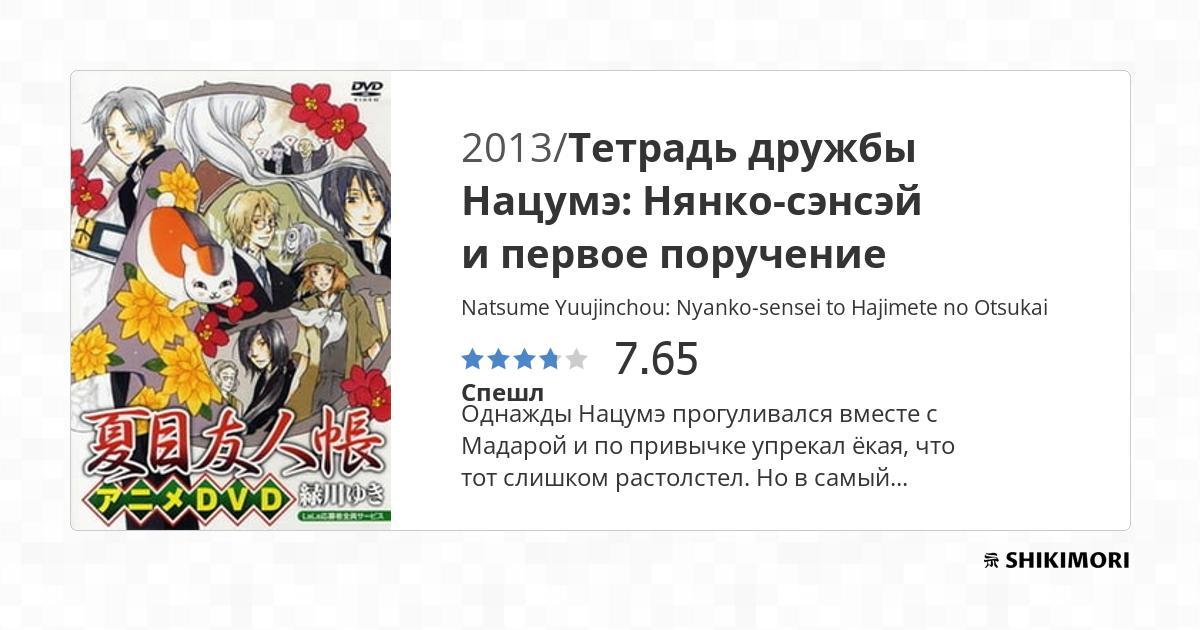 DVD
VIDEO
夏目友人帳
アニメDVD
緑川ゆき
LaLa応募者全員サービス
2013/Тетрадь дружбы
Нацумэ: Нянко-сэнсэй
и первое поручение
Natsume Yuujinchou: Nyanko-sensei to Hajimete no Otsukai
7.65
Спешл
Однажды Нацумэ прогуливался вместе с
Мадарой и по привычке упрекал ёкая, что
тот слишком растолстел. Но в самый...
SHIKIMORI